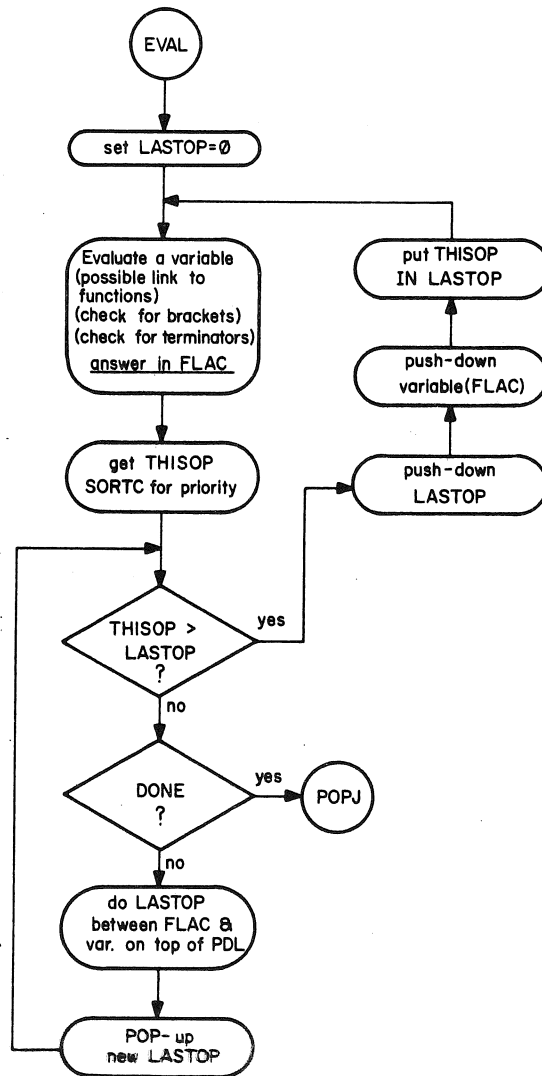 EVAL
set LASTOP=0
Evaluate a variable
(possible link to
functions)
(check for brackets)
(check for terminators)
answer in FLAC
get THISOP
SORTC for priority
THISOP >
LASTOP
?
yes
no
DONE
?
yes
POPJ
no
do LASTOP
between FLAC &
var. on top of PDL
POP-up
new LASTOP
push-down
LASTOP
push-down
variable(FLAC)
put THISOP
IN LASTOP